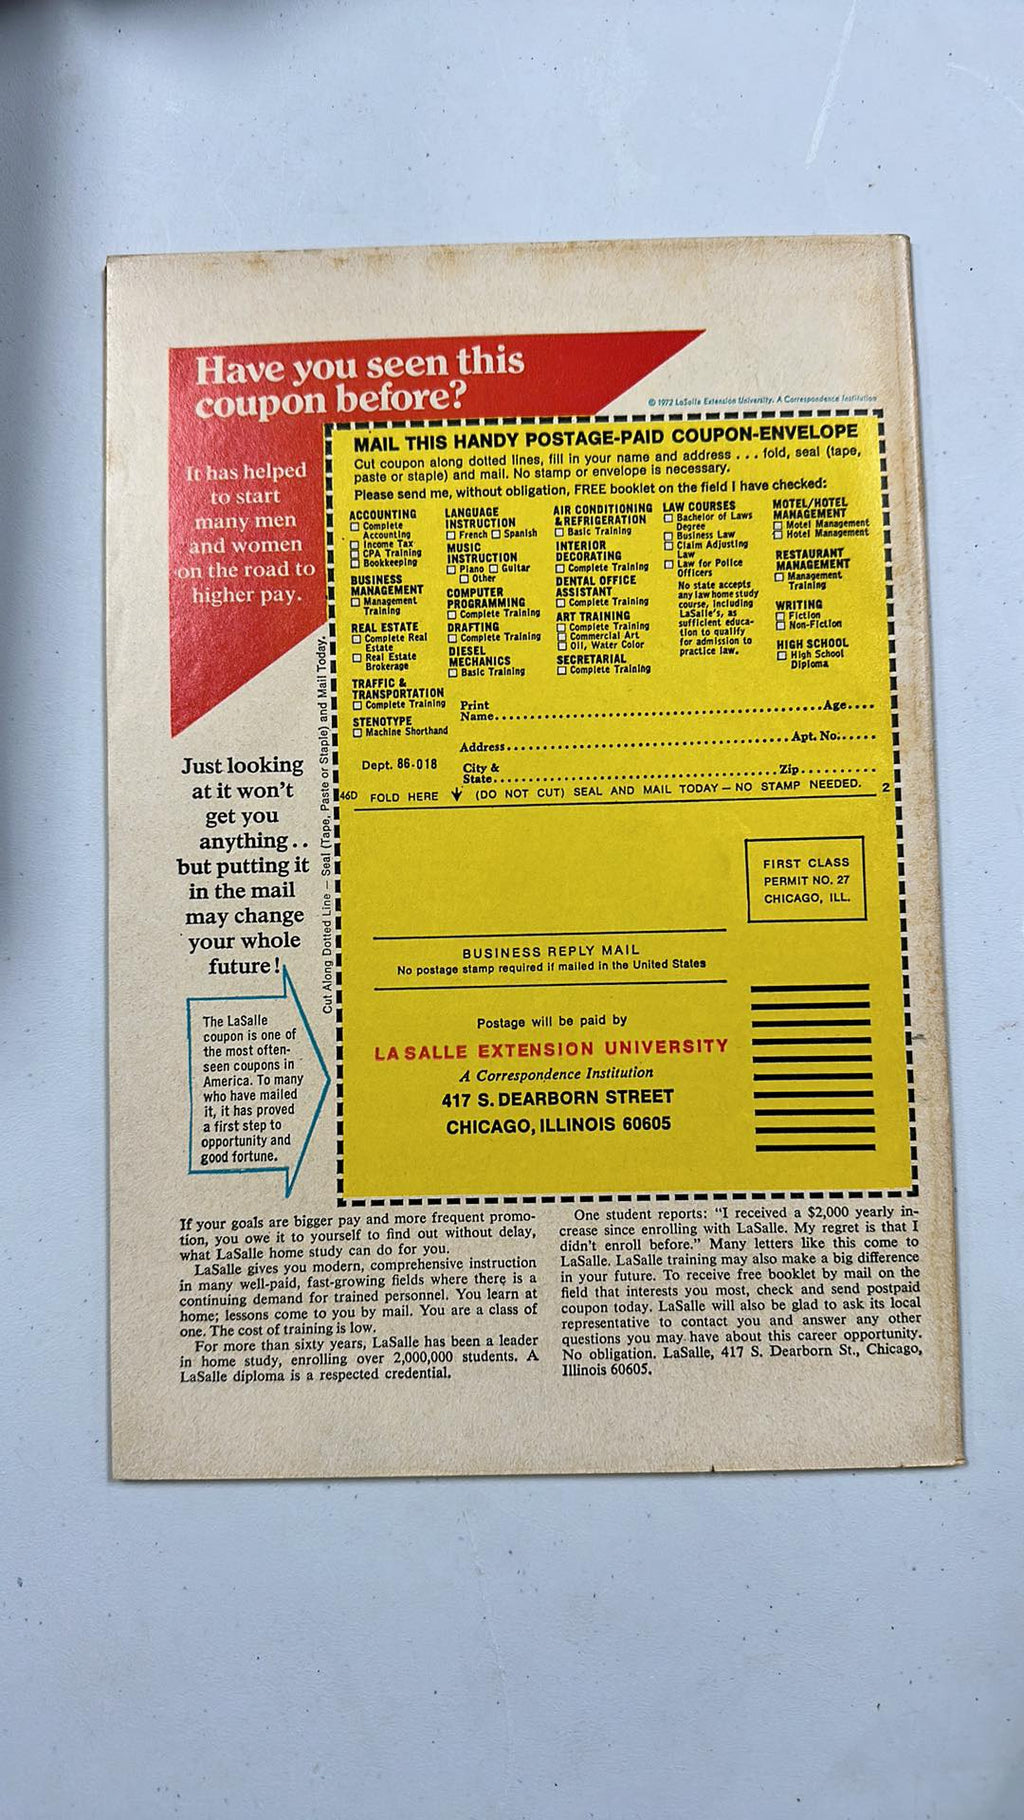 Have you seen this
coupon before?
© 1972 LaSalle Extension University. A Correspondence Institution
It has helped
to start
many men
and women
on the road to
higher pay.
Just looking
at it won't
get you
anything..
but putting it
in the mail
may change
your whole
future!
The LaSalle
coupon is one of
the most often-
seen coupons in
America. To many
who have mailed
it, it has proved
a first step to
opportunity and
good fortune.
Cut Along Dotted Line — Seal (Tape, Paste or Staple) and Mail Today.
MAIL THIS HANDY POSTAGE-PAID COUPON-ENVELOPE
Cut coupon along dotted lines, fill in your name and address ... fold, seal (tape,
paste or staple) and mail. No stamp or envelope is necessary.
Please send me, without obligation, FREE booklet on the field I have checked:
ACCOUNTING
☐ Complete
Accounting
☐ Income Tax
☐ CPA Training
☐ Bookkeeping
BUSINESS
MANAGEMENT
☐ Management
Training
REAL ESTATE
☐ Complete Real
Estate
☐ Real Estate
Brokerage
TRAFFIC &
TRANSPORTATION
☐ Complete Training
STENOTYPE
☐ Machine Shorthand
LANGUAGE
INSTRUCTION
☐ French ☐ Spanish
MUSIC
INSTRUCTION
☐ Piano ☐ Guitar
☐ Other
COMPUTER
PROGRAMMING
☐ Complete Training
DRAFTING
☐ Complete Training
DIESEL
MECHANICS
☐ Basic Training
AIR CONDITIONING
& REFRIGERATION
☐ Basic Training
INTERIOR
DECORATING
☐ Complete Training
DENTAL OFFICE
ASSISTANT
☐ Complete Training
ART TRAINING
☐ Complete Training
☐ Commercial Art
☐ Oil, Water Color
SECRETARIAL
☐ Complete Training
LAW COURSES
☐ Bachelor of Laws
Degree
☐ Business Law
☐ Claim Adjusting
Law
☐ Law for Police
Officers
No state accepts
any law home study
course, including
LaSalle's, as
sufficient educa-
tion to qualify
for admission to
practice law.
MOTEL/HOTEL
MANAGEMENT
☐ Motel Management
☐ Hotel Management
RESTAURANT
MANAGEMENT
☐ Management
Training
WRITING
☐ Fiction
☐ Non-Fiction
HIGH SCHOOL
☐ High School
Diploma
Print
Name.......... Age....
Address.......... Apt. No......
Dept. 86-018
City &
State.......... Zip..........
46D FOLD HERE ↓ (DO NOT CUT) SEAL AND MAIL TODAY — NO STAMP NEEDED. 2
FIRST CLASS
PERMIT NO. 27
CHICAGO, ILL.
BUSINESS REPLY MAIL
No postage stamp required if mailed in the United States
Postage will be paid by
LA SALLE EXTENSION UNIVERSITY
A Correspondence Institution
417 S. DEARBORN STREET
CHICAGO, ILLINOIS 60605
If your goals are bigger pay and more frequent promo-
tion, you owe it to yourself to find out without delay,
what LaSalle home study can do for you.
LaSalle gives you modern, comprehensive instruction
in many well-paid, fast-growing fields where there is a
continuing demand for trained personnel. You learn at
home; lessons come to you by mail. You are a class of
one. The cost of training is low.
For more than sixty years, LaSalle has been a leader
in home study, enrolling over 2,000,000 students. A
LaSalle diploma is a respected credential.
One student reports: "I received a $2,000 yearly in-
crease since enrolling with LaSalle. My regret is that I
didn't enroll before." Many letters like this come to
LaSalle. LaSalle training may also make a big difference
in your future. To receive free booklet by mail on the
field that interests you most, check and send postpaid
coupon today. LaSalle will also be glad to ask its local
representative to contact you and answer any other
questions you may have about this career opportunity.
No obligation. LaSalle, 417 S. Dearborn St., Chicago,
Illinois 60605.